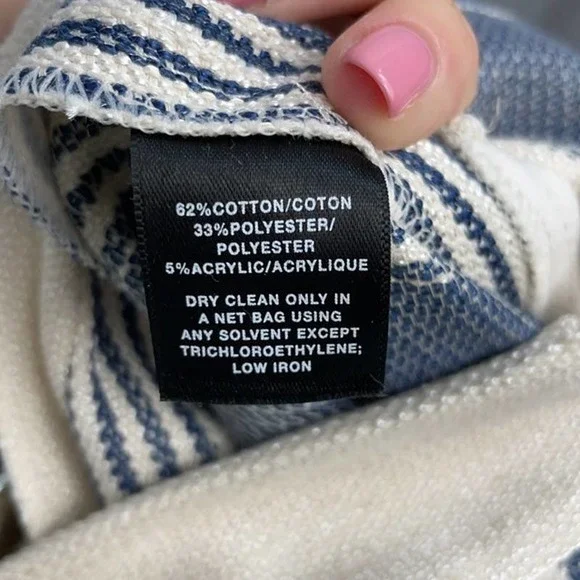 62%COTTON/COTON
33%POLYESTER/
POLYESTER
5%ACRYLIC/ACRYLIQUE
DRY CLEAN ONLY IN
A NET BAG USING
ANY SOLVENT EXCEPT
TRICHLOROETHYLENE;
LOW IRON